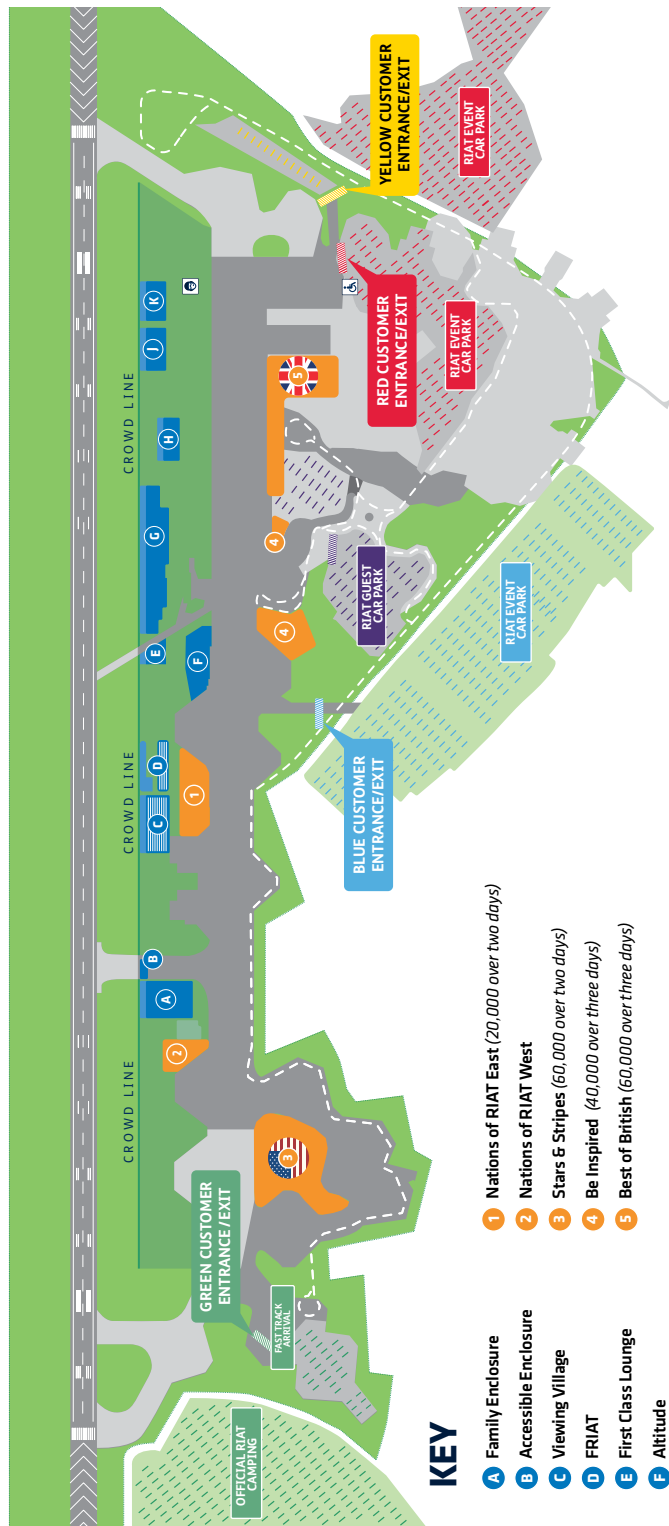 CROWD LINE
CROWD LINE
CROWD LINE
A
B
C
D
E
F
G
H
J
K
1
2
3
4
4
5
OFFICIAL RIAT
CAMPING
FAST TRACK
ARRIVAL
GREEN CUSTOMER
ENTRANCE/EXIT
BLUE CUSTOMER
ENTRANCE/EXIT
RIAT GUEST
CAR PARK
RIAT EVENT
CAR PARK
RED CUSTOMER
ENTRANCE/EXIT
RIAT EVENT
CAR PARK
YELLOW CUSTOMER
ENTRANCE/EXIT
RIAT EVENT
CAR PARK
KEY
A Family Enclosure
B Accessible Enclosure
C Viewing Village
D FRIAT
E First Class Lounge
F Altitude
1 Nations of RIAT East (20,000 over two days)
2 Nations of RIAT West
3 Stars & Stripes (60,000 over two days)
4 Be Inspired (40,000 over three days)
5 Best of British (60,000 over three days)